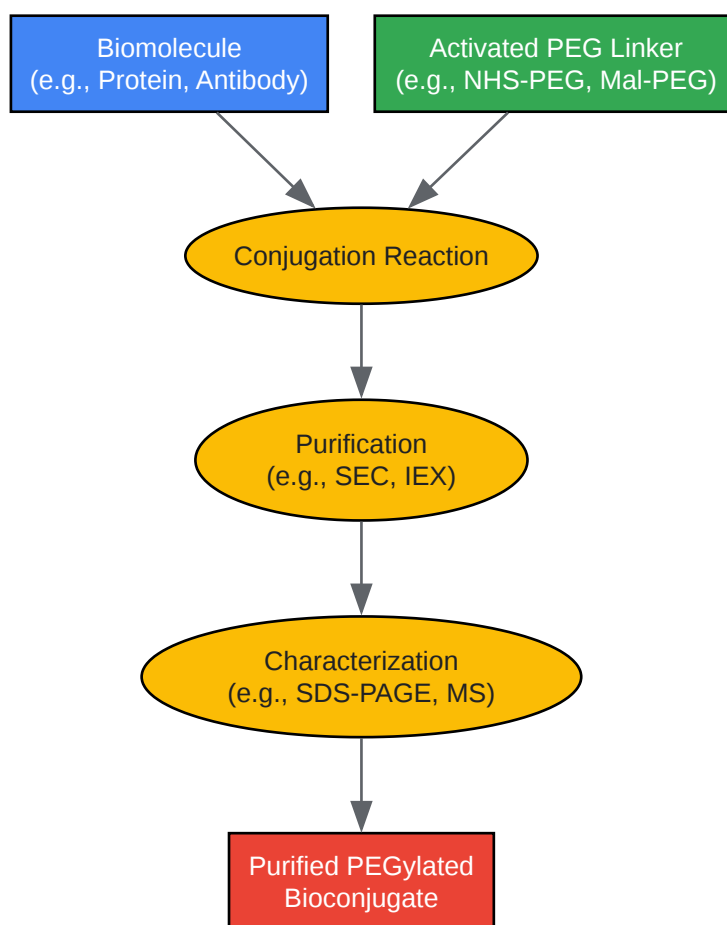 Biomolecule
(e.g., Protein, Antibody)
Activated PEG Linker
(e.g., NHS-PEG, Mal-PEG)
Conjugation Reaction
Purification
(e.g., SEC, IEX)
Characterization
(e.g., SDS-PAGE, MS)
Purified PEGylated
Bioconjugate